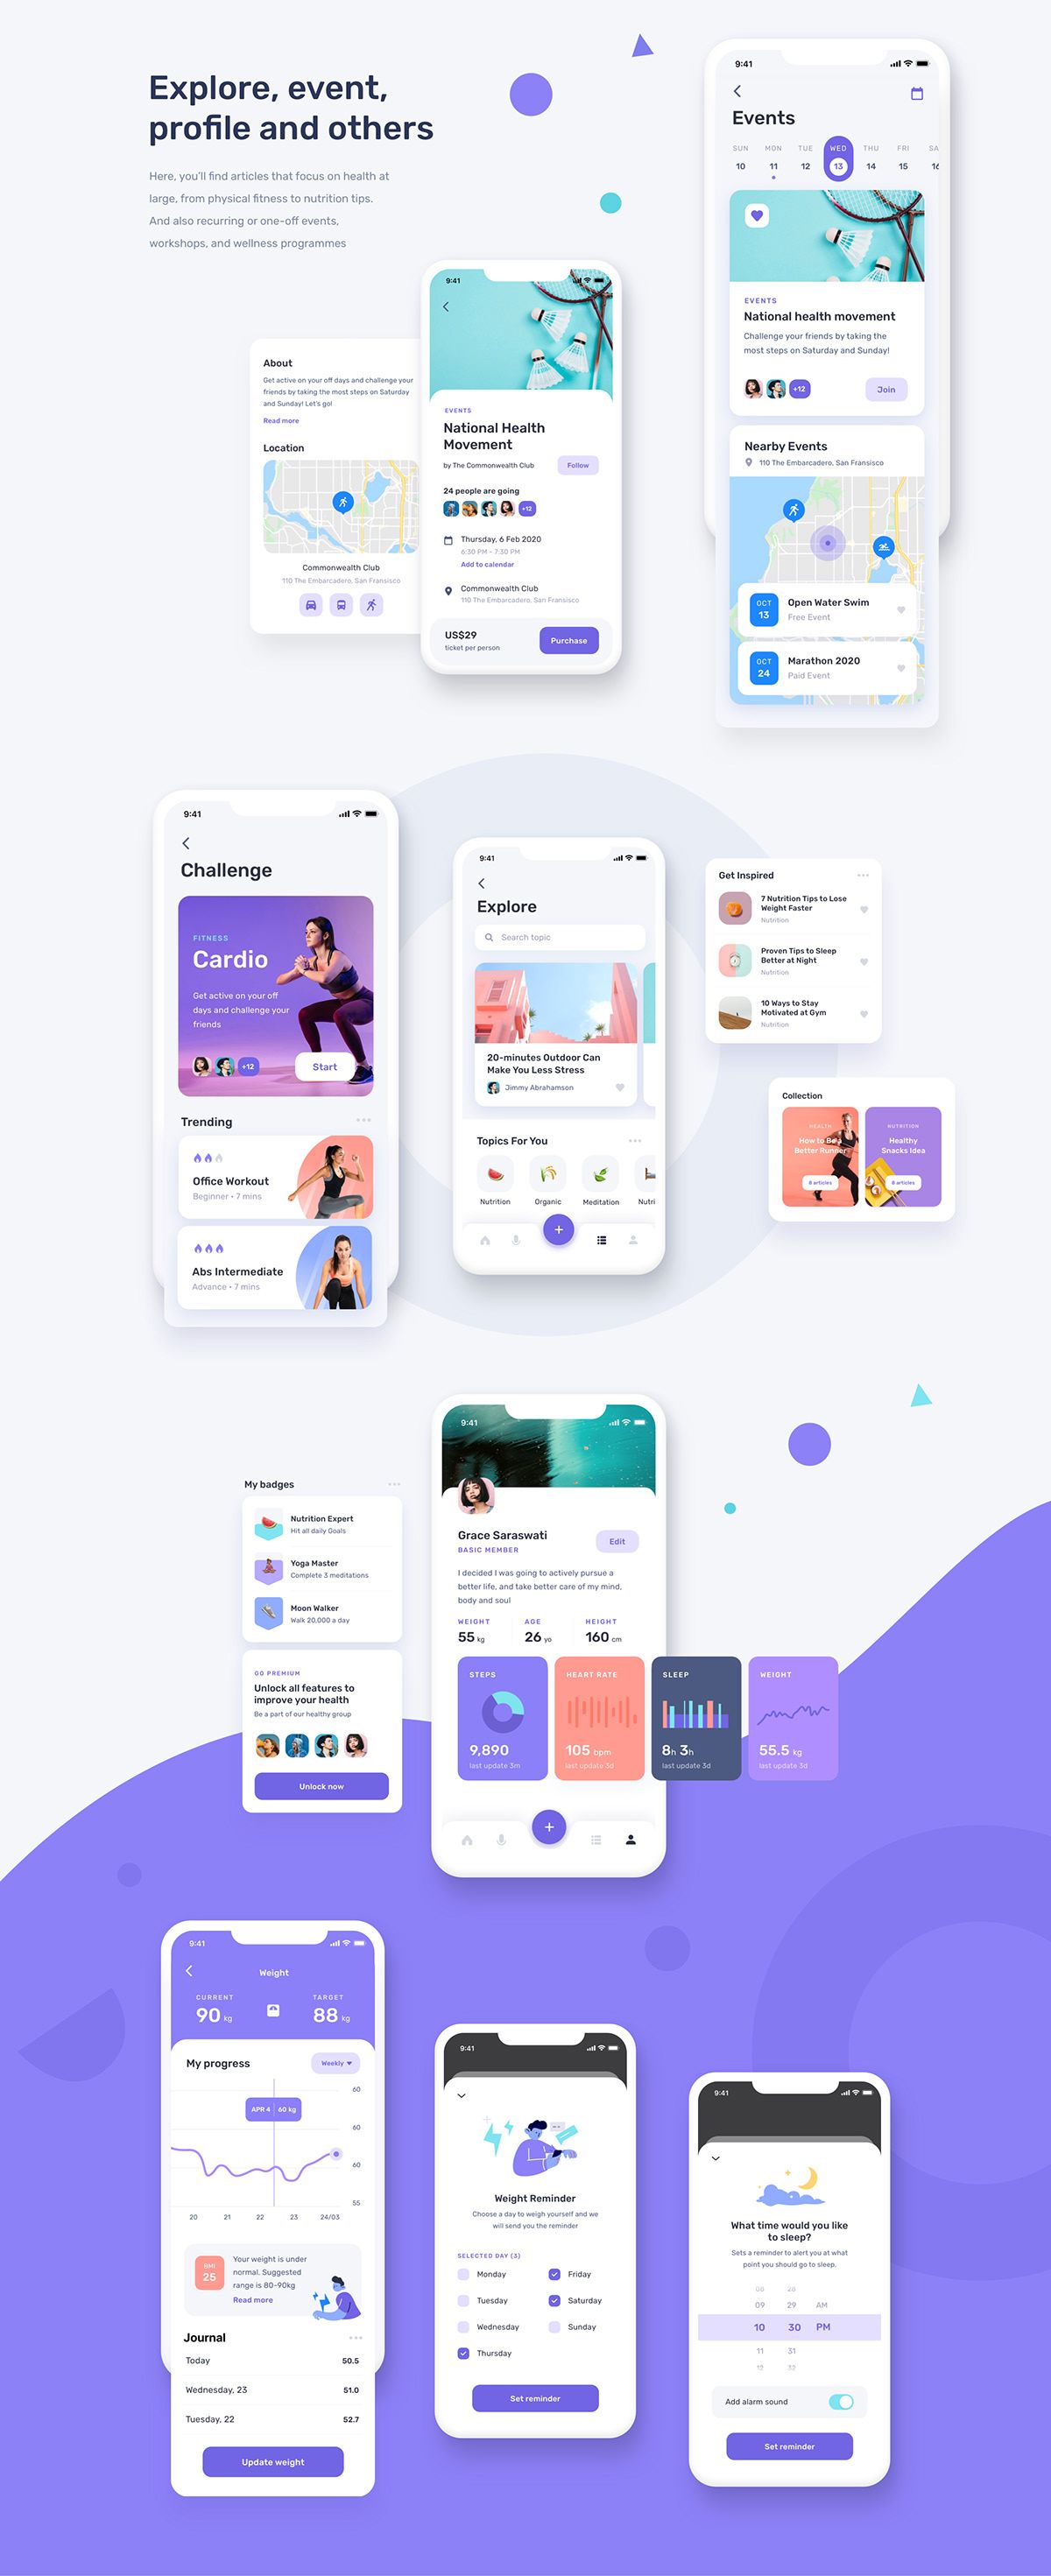 Explore, event,
profile and others
Here, you'll find articles that focus on health at
large, from physical fitness to nutrition tips.
And also recurring or one-off events,
workshops, and wellness programmes
9:41
Events
SUN MON TUE WED THU FRI SA
10 11 12 13 14 15 16
EVENTS
National health movement
Challenge your friends by taking the
most steps on Saturday and Sunday!
+12
Join
Nearby Events
110 The Embarcadero, San Fransisco
OCT
13
Open Water Swim
Free Event
OCT
24
Marathon 2020
Paid Event
About
Get active on your off days and challenge your
friends by taking the most steps on Saturday
and Sunday! Let's go!
Read more
Location
Commonwealth Club
110 The Embarcadero, San Fransisco
9:41
EVENTS
National Health
Movement
by The Commonwealth Club
Follow
24 people are going
+12
Thursday, 6 Feb 2020
6:30 PM - 7:30 PM
Add to calendar
Commonwealth Club
110 The Embarcadero, San Fransisco
US$29
ticket per person
Purchase
9:41
Challenge
FITNESS
Cardio
Get active on your off
days and challenge your
friends
+12
Start
Trending
Office Workout
Beginner • 7 mins
Abs Intermediate
Advance • 7 mins
9:41
Explore
Search topic
20-minutes Outdoor Can
Make You Less Stress
Jimmy Abrahamson
Topics For You
Nutrition Organic Meditation Nutri
+
Get Inspired
7 Nutrition Tips to Lose
Weight Faster
Nutrition
Proven Tips to Sleep
Better at Night
Nutrition
10 Ways to Stay
Motivated at Gym
Nutrition
Collection
HEALTH
How to Be a
Better Runner
8 articles
NUTRITION
Healthy
Snacks Idea
8 articles
My badges
Nutrition Expert
Hit all daily Goals
Yoga Master
Complete 3 meditations
Moon Walker
Walk 20,000 a day
GO PREMIUM
Unlock all features to
improve your health
Be a part of our healthy group
Unlock now
9:41
Grace Saraswati
BASIC MEMBER
Edit
I decided I was going to actively pursue a
better life, and take better care of my mind,
body and soul
WEIGHT AGE HEIGHT
55 kg 26 yo 160 cm
STEPS
9,890
last update 3m
HEART RATE
105 bpm
last update 3d
SLEEP
8h 3h
last update 3d
WEIGHT
55.5 kg
last update 3d
+
9:41
Weight
CURRENT
90 kg
TARGET
88 kg
My progress
Weekly
60
APR 4 60 kg
60
60
55
20 21 22 23 24/03
BMI
25
Your weight is under
normal. Suggested
range is 80-90kg
Read more
Journal
Today 50.5
Wednesday, 23 51.0
Tuesday, 22 52.7
Update weight
9:41
Weight Reminder
Choose a day to weigh yourself and we
will send you the reminder
SELECTED DAY (3)
Monday Friday
Tuesday Saturday
Wednesday Sunday
Thursday
Set reminder
9:41
What time would you like
to sleep?
Sets a reminder to alert you at what
point you should go to sleep.
08 28
09 29 AM
10 30 PM
11 31
12 32
Add alarm sound
Set reminder